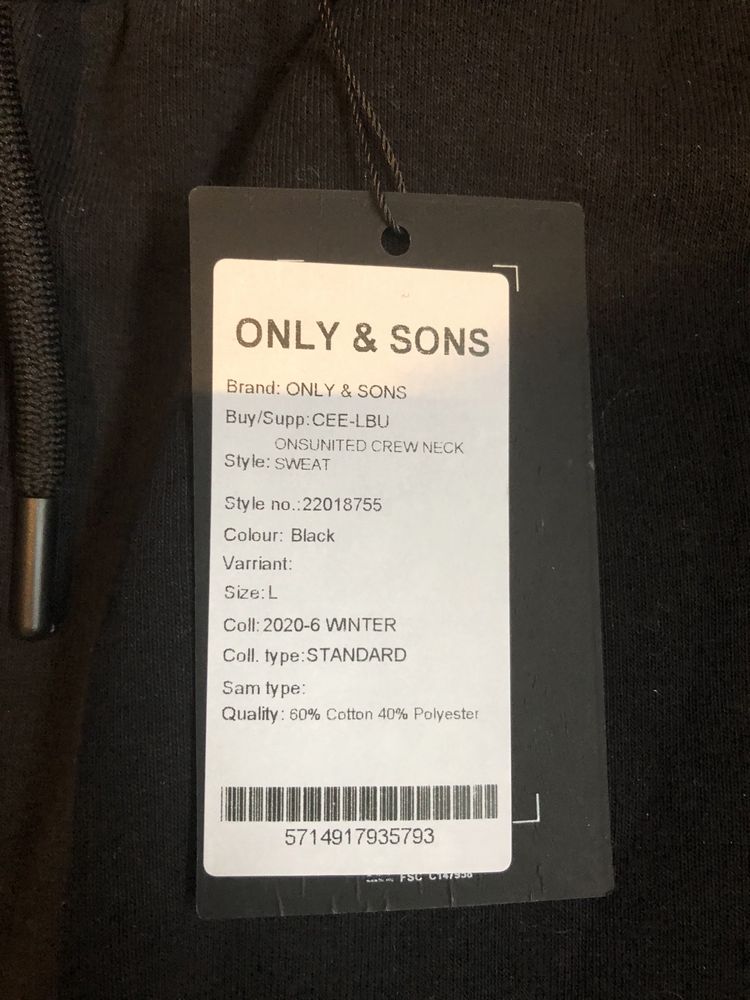 ONLY & SONS
Brand: ONLY & SONS
Buy/Supp:CEE-LBU
ONSUNITED CREW NECK
Style: SWEAT
Style no.:22018755
Colour: Black
Varriant:
Size:L
Coll:2020-6 WINTER
Coll. type:STANDARD
Sam type:
Quality: 60% Cotton 40% Polyester
5714917935793
FSC